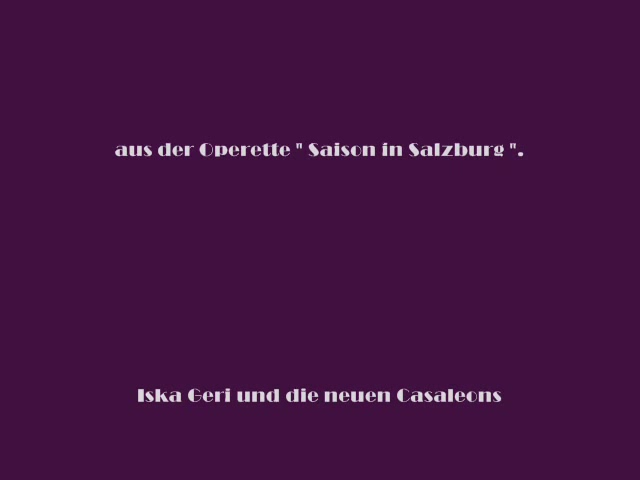 aus der Operette " Saison in Salzburg ".
Iska Geri und die neuen Casaleons